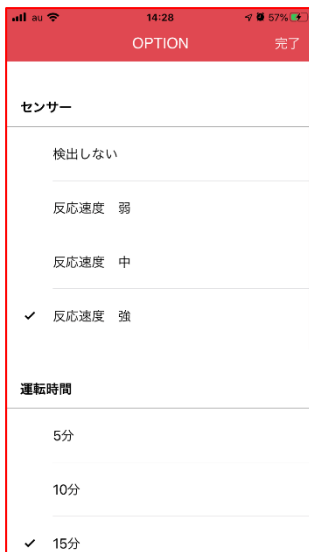 au 14:28 57%
OPTION 完了
センサー
検出しない
反応速度　弱
反応速度　中
反応速度　強
運転時間
5分
10分
15分